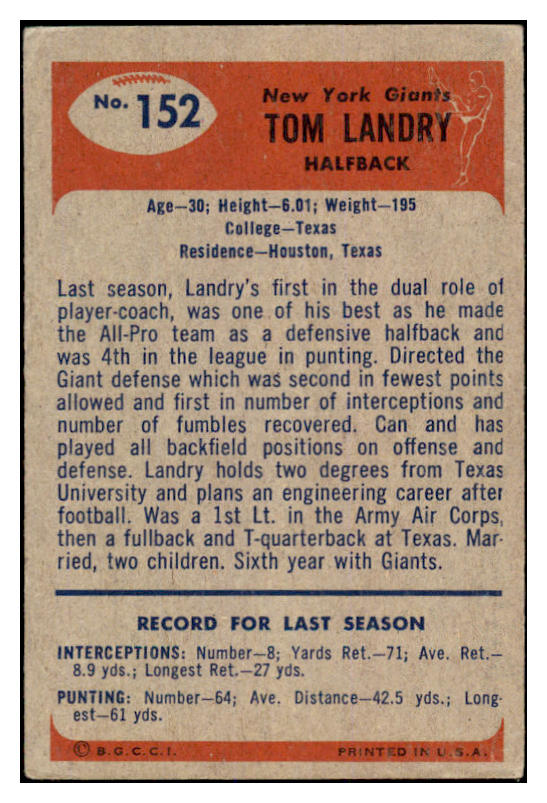 No. 152
New York Giants
TOM LANDRY
HALFBACK
Age—30; Height—6.01; Weight—195
College—Texas
Residence—Houston, Texas
Last season, Landry's first in the dual role of
player-coach, was one of his best as he made
the All-Pro team as a defensive halfback and
was 4th in the league in punting. Directed the
Giant defense which was second in fewest points
allowed and first in number of interceptions and
number of fumbles recovered. Can and has
played all backfield positions on offense and
defense. Landry holds two degrees from Texas
University and plans an engineering career after
football. Was a 1st Lt. in the Army Air Corps,
then a fullback and T-quarterback at Texas. Mar-
ried, two children. Sixth year with Giants.
RECORD FOR LAST SEASON
INTERCEPTIONS: Number—8; Yards Ret.—71; Ave. Ret.—
8.9 yds.; Longest Ret.—27 yds.
PUNTING: Number—64; Ave. Distance—42.5 yds.; Long-
est—61 yds.
© B.G.C.C.I. PRINTED IN U.S.A.